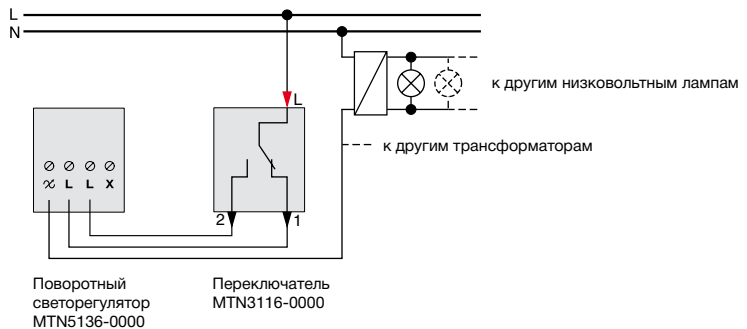 L
N
L
к другим низковольтным лампам
к другим трансформаторам
L L X
2 1
Поворотный
светорегулятор
MTN5136-0000
Переключатель
MTN3116-0000